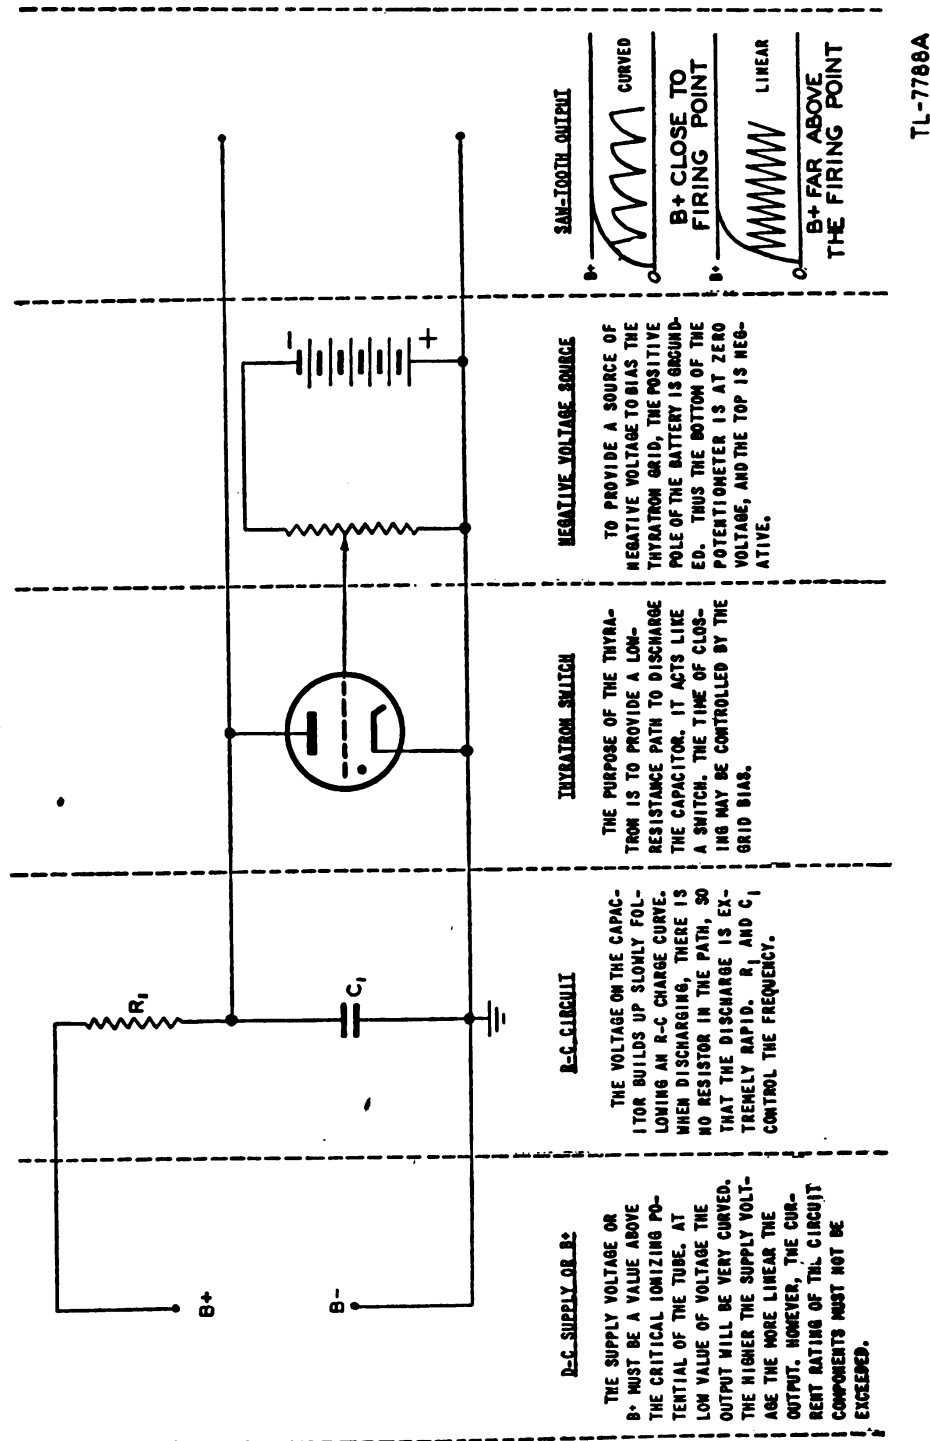 B+
B-
R1
C1
-
+
D-C SUPPLY OR B+
THE SUPPLY VOLTAGE OR
B+ MUST BE A VALUE ABOVE
THE CRITICAL IONIZING PO-
TENTIAL OF THE TUBE. AT
LOW VALUE OF VOLTAGE THE
OUTPUT WILL BE VERY CURVED.
THE HIGHER THE SUPPLY VOLT-
AGE THE MORE LINEAR THE
OUTPUT. HOWEVER, THE CUR-
RENT RATING OF THE CIRCUIT
COMPONENTS MUST NOT BE
EXCEEDED.
R-C CIRCUIT
THE VOLTAGE ON THE CAPAC-
ITOR BUILDS UP SLOWLY FOL-
LOWING AN R-C CHARGE CURVE.
WHEN DISCHARGING, THERE IS
NO RESISTOR IN THE PATH, SO
THAT THE DISCHARGE IS EX-
TREMELY RAPID. R1 AND C1
CONTROL THE FREQUENCY.
THYRATRON SWITCH
THE PURPOSE OF THE THYRA-
TRON IS TO PROVIDE A LOW-
RESISTANCE PATH TO DISCHARGE
THE CAPACITOR. IT ACTS LIKE
A SWITCH. THE TIME OF CLOS-
ING MAY BE CONTROLLED BY THE
GRID BIAS.
NEGATIVE VOLTAGE SOURCE
TO PROVIDE A SOURCE OF
NEGATIVE VOLTAGE TO BIAS THE
THYRATRON GRID, THE POSITIVE
POLE OF THE BATTERY IS GROUND-
ED. THUS THE BOTTOM OF THE
POTENTIOMETER IS AT ZERO
VOLTAGE, AND THE TOP IS NEG-
ATIVE.
SAW-TOOTH OUTPUT
B+
CURVED
O
B+ CLOSE TO
FIRING POINT
B+
LINEAR
O
B+ FAR ABOVE
THE FIRING POINT
TL-7788A